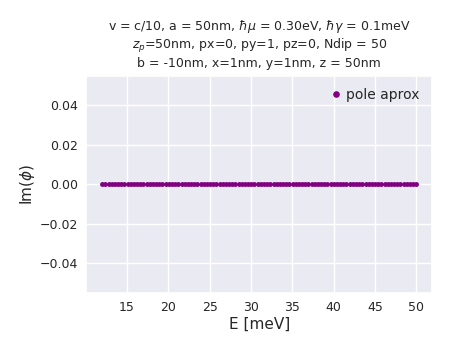 v = c/10, a = 50nm, ℏμ = 0.30eV, ℏγ = 0.1meV
zₚ=50nm, px=0, py=1, pz=0, Ndip = 50
b = -10nm, x=1nm, y=1nm, z = 50nm
pole aprox
0.04
0.02
0.00
−0.02
−0.04
Im(ϕ)
15 20 25 30 35 40 45 50
E [meV]